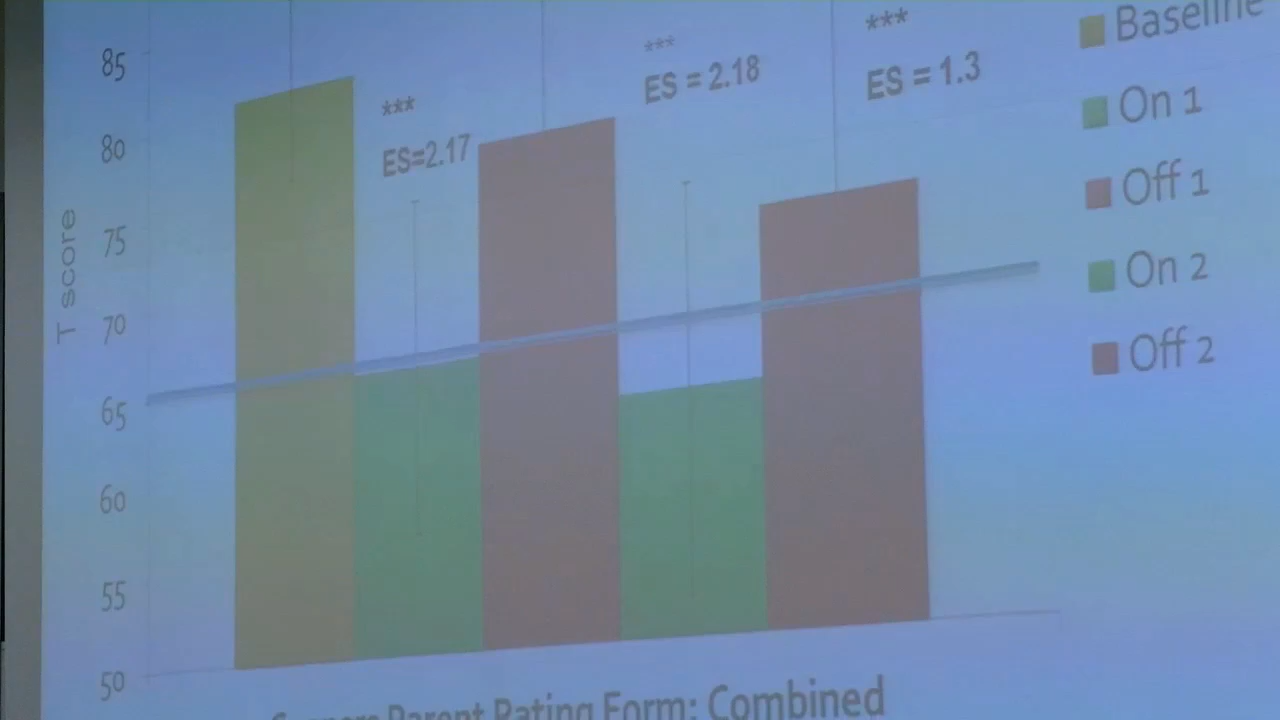 85
80
75
70
65
60
55
50
T score
***
ES=2.17
***
ES = 2.18
***
ES = 1.3
Baseline
On 1
Off 1
On 2
Off 2
Parent Rating Form: Combined